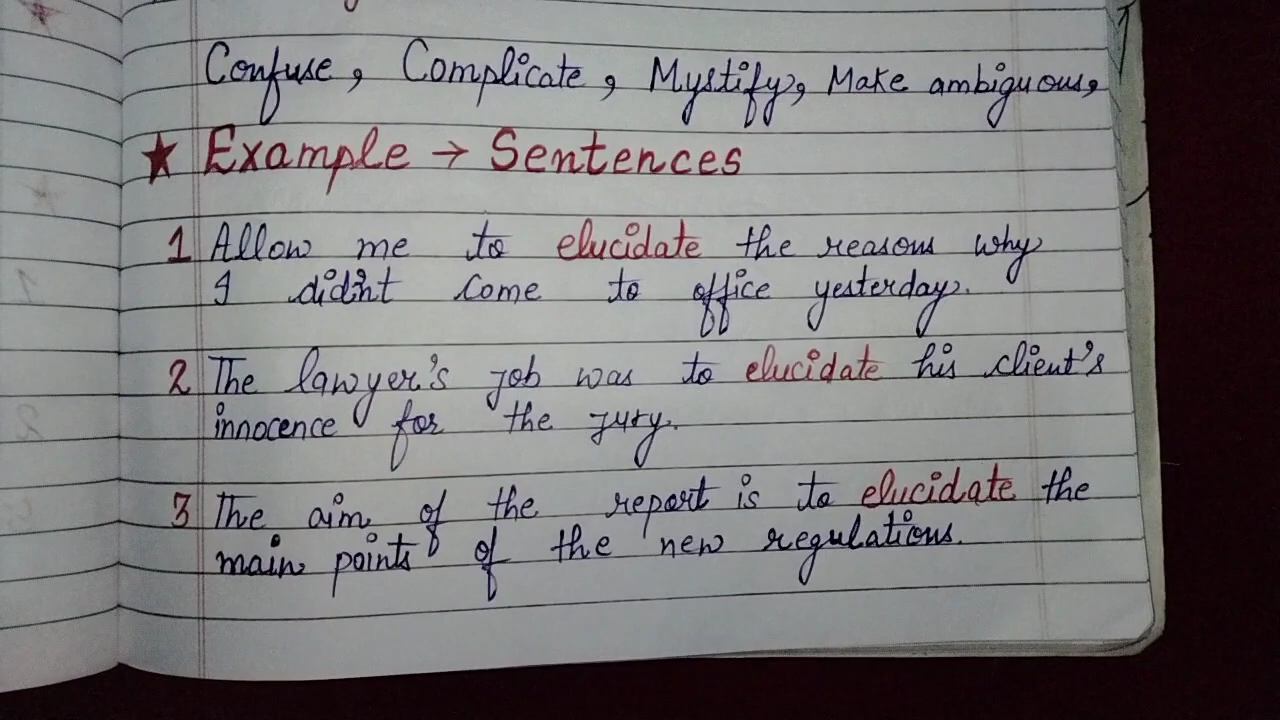 Confuse, Complicate, Mystify, Make ambiguous,
★ Example → Sentences
1 Allow me to elucidate the reasons why
I didn't come to office yesterday.
2 The lawyer's job was to elucidate his client's
innocence for the jury.
3 The aim of the report is to elucidate the
main points of the new regulations.